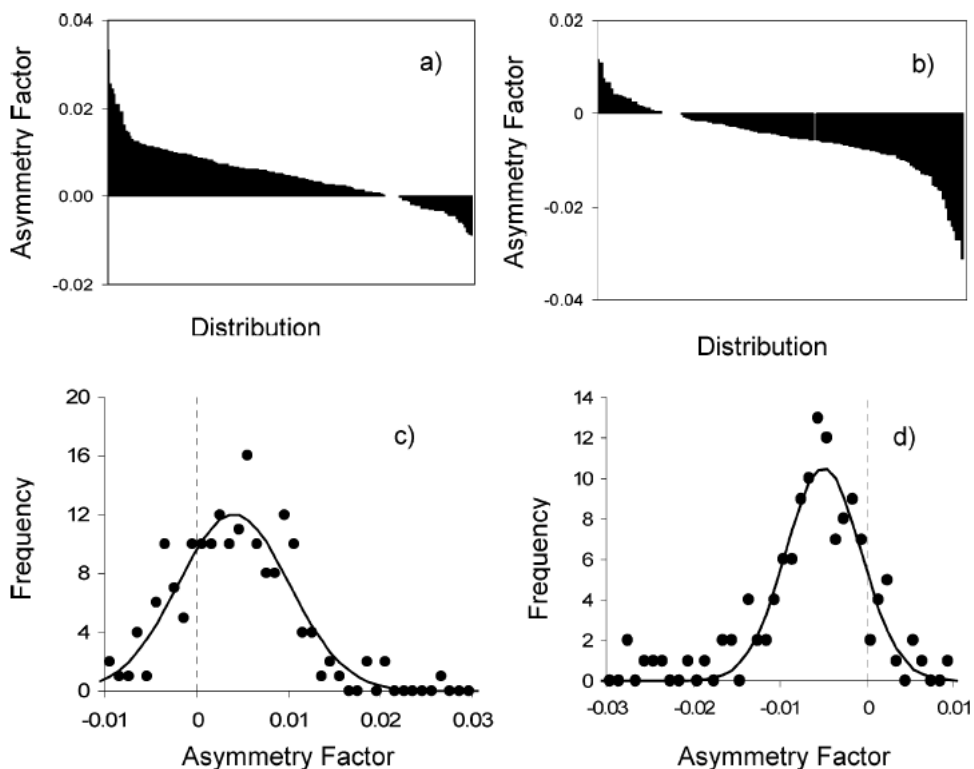 0.04
0.02
0.00
-0.02
Asymmetry Factor
a)
Distribution
0.02
0
-0.02
-0.04
Asymmetry Factor
b)
Distribution
20
16
12
8
4
0
Frequency
c)
-0.01 0 0.01 0.02 0.03
Asymmetry Factor
14
12
10
8
6
4
2
0
Frequency
d)
-0.03 -0.02 -0.01 0 0.01
Asymmetry Factor